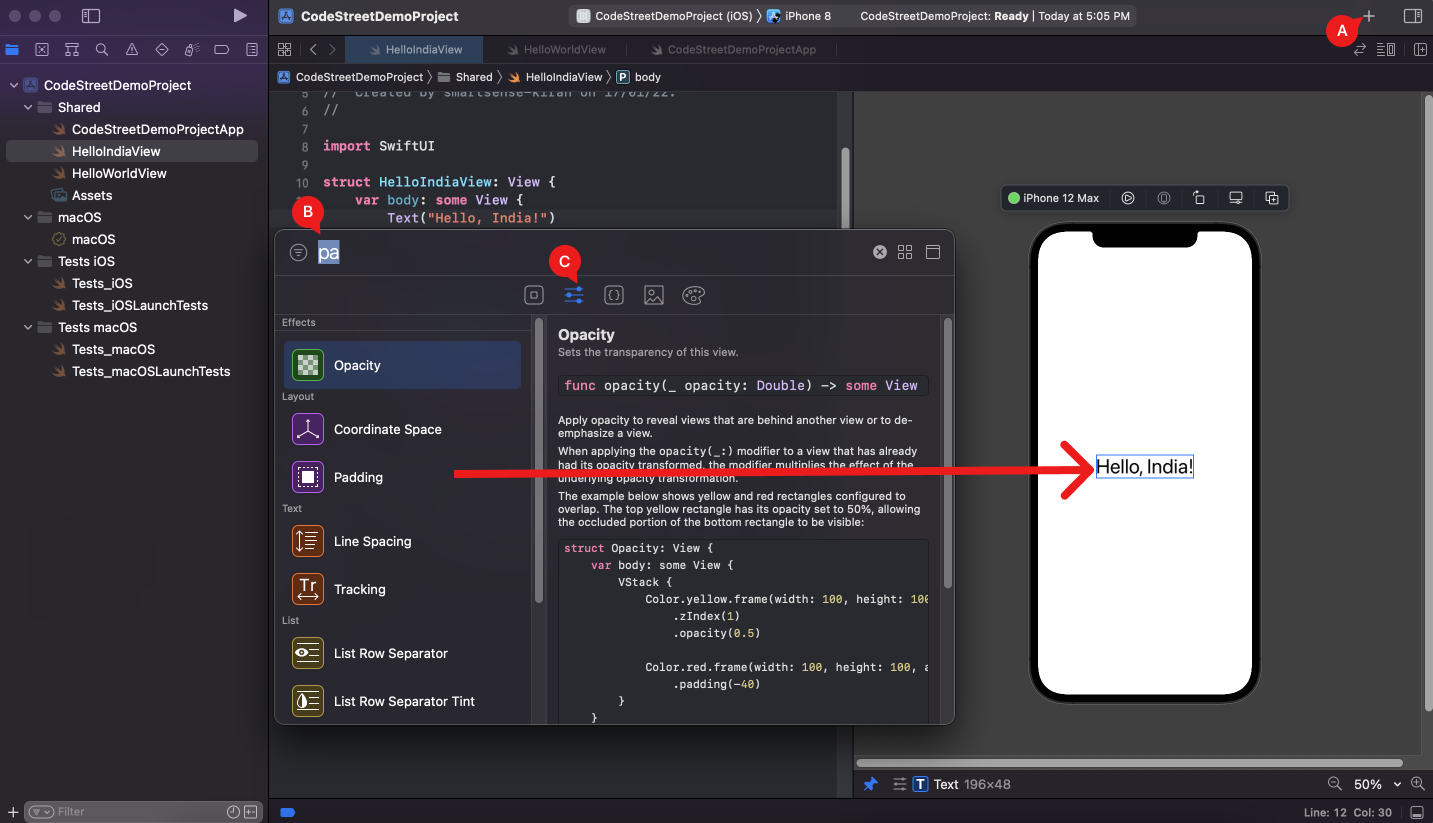 CodeStreetDemoProject
CodeStreetDemoProject (iOS) 〉 iPhone 8
CodeStreetDemoProject: Ready | Today at 5:05 PM
A
HelloIndiaView
HelloWorldView
CodeStreetDemoProjectApp
CodeStreetDemoProject 〉 Shared 〉 HelloIndiaView 〉 P body
CodeStreetDemoProject
Shared
CodeStreetDemoProjectApp
HelloIndiaView
HelloWorldView
Assets
macOS
macOS
Tests iOS
Tests_iOS
Tests_iOSLaunchTests
Tests macOS
Tests_macOS
Tests_macOSLaunchTests
Filter
5 // Created by smartsense-kiran on 17/01/22.
6 //
7
8 import SwiftUI
9
10 struct HelloIndiaView: View {
var body: some View {
Text("Hello, India!")
B
pa
C
Effects
Opacity
Layout
Coordinate Space
Padding
Text
Line Spacing
Tr
Tracking
List
List Row Separator
List Row Separator Tint
Opacity
Sets the transparency of this view.
func opacity(_ opacity: Double) -> some View
Apply opacity to reveal views that are behind another view or to de-
emphasize a view.
When applying the opacity(_:) modifier to a view that has already
had its opacity transformed, the modifier multiplies the effect of the
underlying opacity transformation.
The example below shows yellow and red rectangles configured to
overlap. The top yellow rectangle has its opacity set to 50%, allowing
the occluded portion of the bottom rectangle to be visible:
struct Opacity: View {
var body: some View {
VStack {
Color.yellow.frame(width: 100, height: 100
.zIndex(1)
.opacity(0.5)
Color.red.frame(width: 100, height: 100, a
.padding(-40)
}
}
iPhone 12 Max
Hello, India!
T Text 196×48
50%
Line: 12 Col: 30